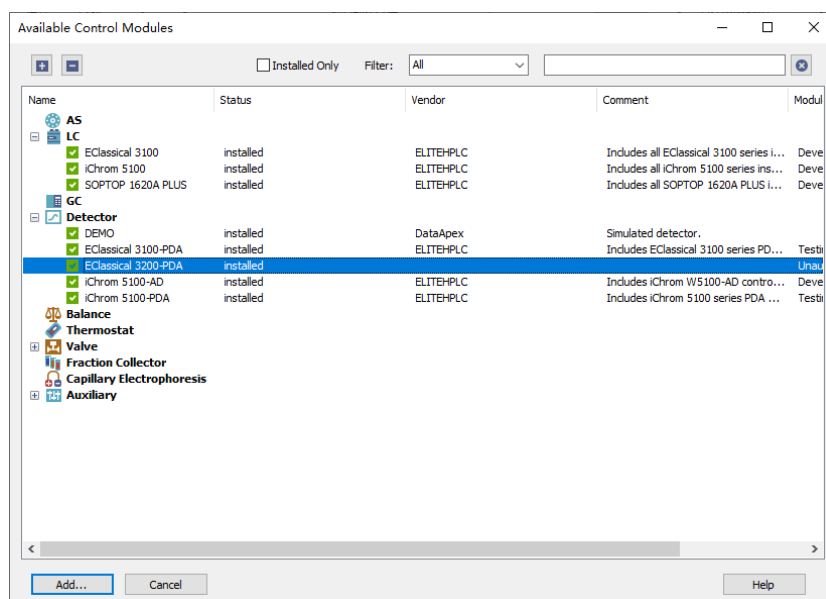 Available Control Modules
Installed Only Filter: All
Name Status Vendor Comment Modul
AS
LC
EClassical 3100 installed ELITEHPLC Includes all EClassical 3100 series i... Deve
iChrom 5100 installed ELITEHPLC Includes all iChrom 5100 series ins... Deve
SOPTOP 1620A PLUS installed ELITEHPLC Includes all SOPTOP 1620A PLUS i... Deve
GC
Detector
DEMO installed DataApex Simulated detector.
EClassical 3100-PDA installed ELITEHPLC Includes EClassical 3100 series PD... Testin
EClassical 3200-PDA installed Unau
iChrom 5100-AD installed ELITEHPLC Includes iChrom W5100-AD contro... Deve
iChrom 5100-PDA installed ELITEHPLC Includes iChrom 5100 series PDA ... Testin
Balance
Thermostat
Valve
Fraction Collector
Capillary Electrophoresis
Auxiliary
Add... Cancel Help